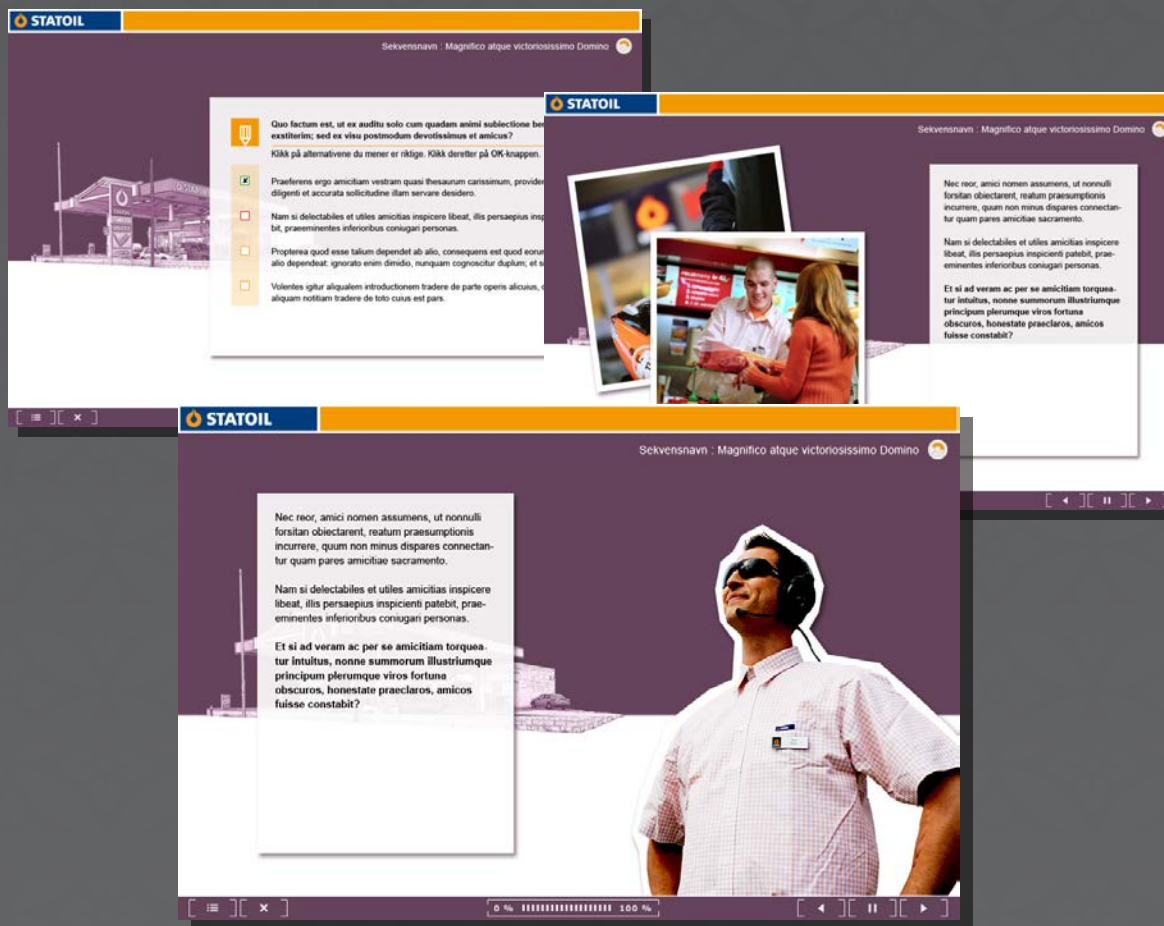 STATOIL
Sekvensnavn : Magnifico atque victoriosissimo Domino
Quo factum est, ut ex auditu solo cum quadam animi subiectione
exstiterim; sed ex visu postmodum devotissimus et amicus?
Klikk på alternativene du mener er riktige. Klikk deretter på OK-knappen.
Praeferens ergo amicitiam vestram quasi thesaurum carissimum,
diligenti et accurata sollicitudine illam servare desidero.
Nam si delectabiles et utiles amicitias inspicere libeat, illis persaepius
bit, praeeminentes inferioribus coniugari personas.
Propterea quod esse talium dependet ab alio, consequens est quod
alio dependeat: ignorato enim dimidio, nunquam cognoscitur duplum; et
Volentes igitur aliqualem introductionem tradere de parte operis alicuius,
aliquam notitiam tradere de toto cuius est pars.
STATOIL
Sekvensnavn : Magnifico atque victoriosissimo Domino
Nec reor, amici nomen assumens, ut nonnulli
forsitan obiectarent, reatum praesumptionis
incurrere, quum non minus dispares connectan-
tur quam pares amicitiae sacramento.
Nam si delectabiles et utiles amicitias inspicere
libeat, illis persaepius inspicienti patebit, prae-
eminentes inferioribus coniugari personas.
Et si ad veram ac per se amicitiam torquea-
tur intuitus, nonne summorum illustriumque
principum plerumque viros fortuna
obscuros, honestate praeclaros, amicos
fuisse constabit?
STATOIL
Sekvensnavn : Magnifico atque victoriosissimo Domino
Nec reor, amici nomen assumens, ut nonnulli
forsitan obiectarent, reatum praesumptionis
incurrere, quum non minus dispares connectan-
tur quam pares amicitiae sacramento.
Nam si delectabiles et utiles amicitias inspicere
libeat, illis persaepius inspicienti patebit, prae-
eminentes inferioribus coniugari personas.
Et si ad veram ac per se amicitiam torquea-
tur intuitus, nonne summorum illustriumque
principum plerumque viros fortuna
obscuros, honestate praeclaros, amicos
fuisse constabit?
0 % 100 %